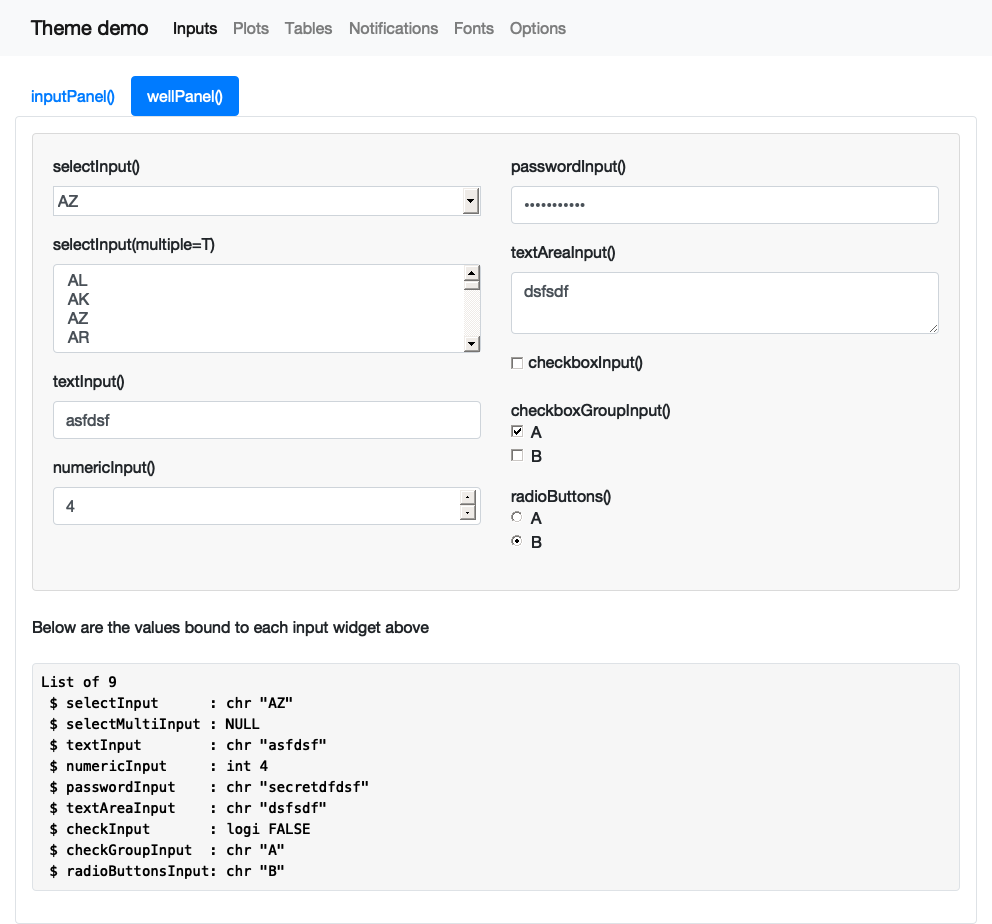 Theme demo Inputs Plots Tables Notifications Fonts Options
inputPanel() wellPanel()
selectInput()
AZ
selectInput(multiple=T)
AL
AK
AZ
AR
textInput()
asfdsf
numericInput()
4
passwordInput()
•••••••••••
textAreaInput()
dsfsdf
checkboxInput()
checkboxGroupInput()
A
B
radioButtons()
A
B
Below are the values bound to each input widget above
List of 9
 $ selectInput      : chr "AZ"
 $ selectMultiInput : NULL
 $ textInput        : chr "asfdsf"
 $ numericInput     : int 4
 $ passwordInput    : chr "secretdfdsf"
 $ textAreaInput    : chr "dsfsdf"
 $ checkInput       : logi FALSE
 $ checkGroupInput  : chr "A"
 $ radioButtonsInput: chr "B"